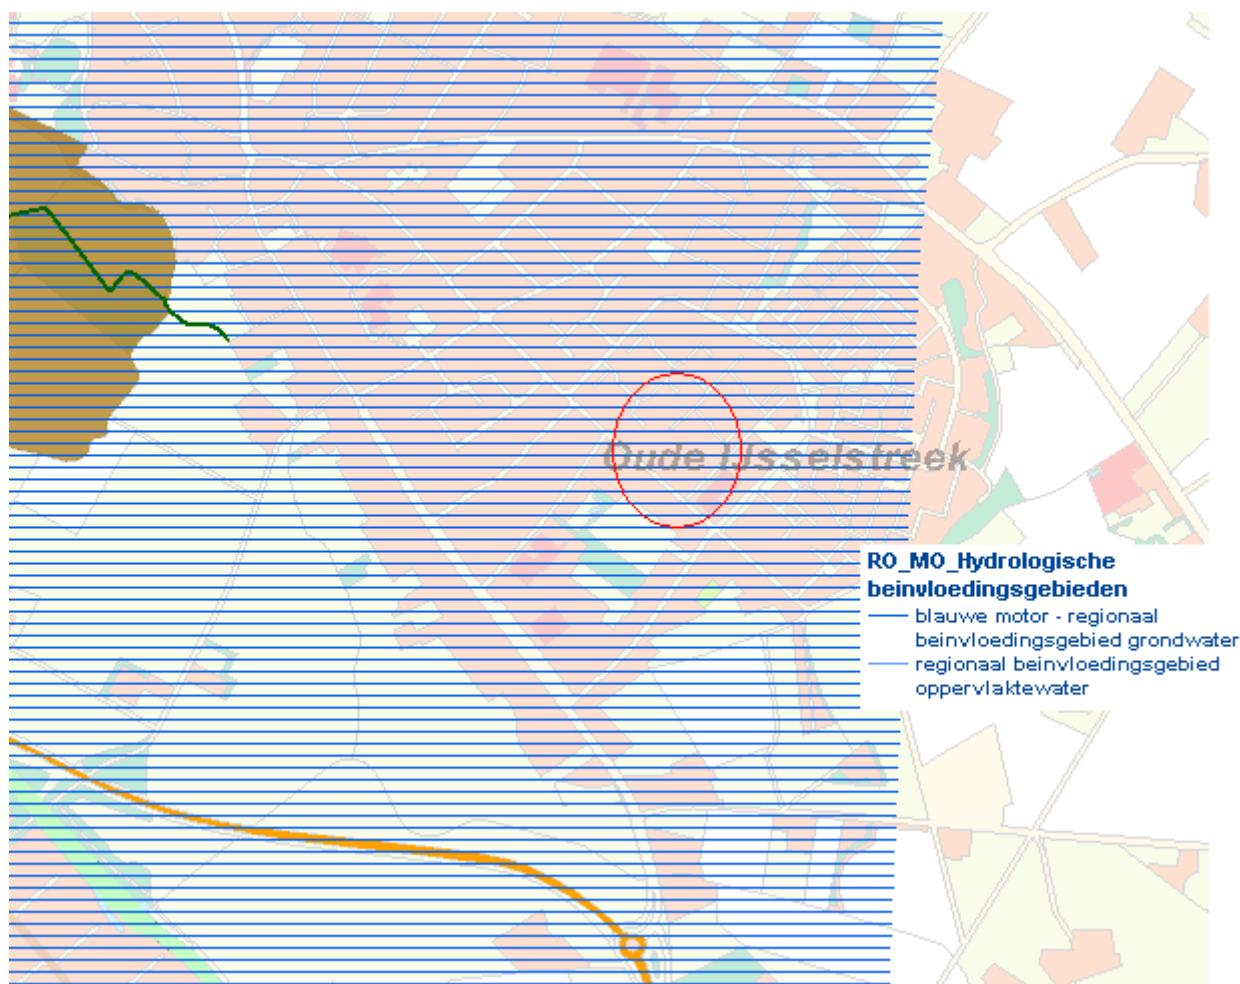 Oude IJsselstreek
RO_MO_Hydrologische
beinvloedingsgebieden
blauwe motor - regionaal
beinvloedingsgebied grondwater
regionaal beinvloedingsgebied
oppervlaktewater